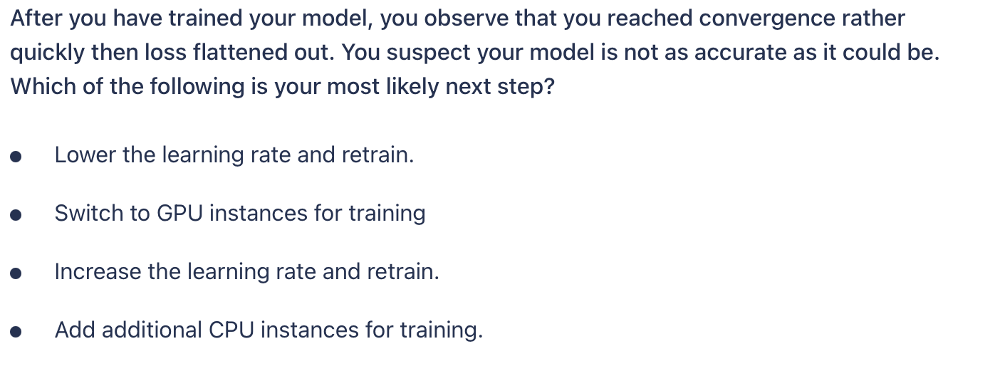 After you have trained your model, you observe that you reached convergence rather
quickly then loss flattened out. You suspect your model is not as accurate as it could be.
Which of the following is your most likely next step?
● Lower the learning rate and retrain.
● Switch to GPU instances for training
● Increase the learning rate and retrain.
● Add additional CPU instances for training.